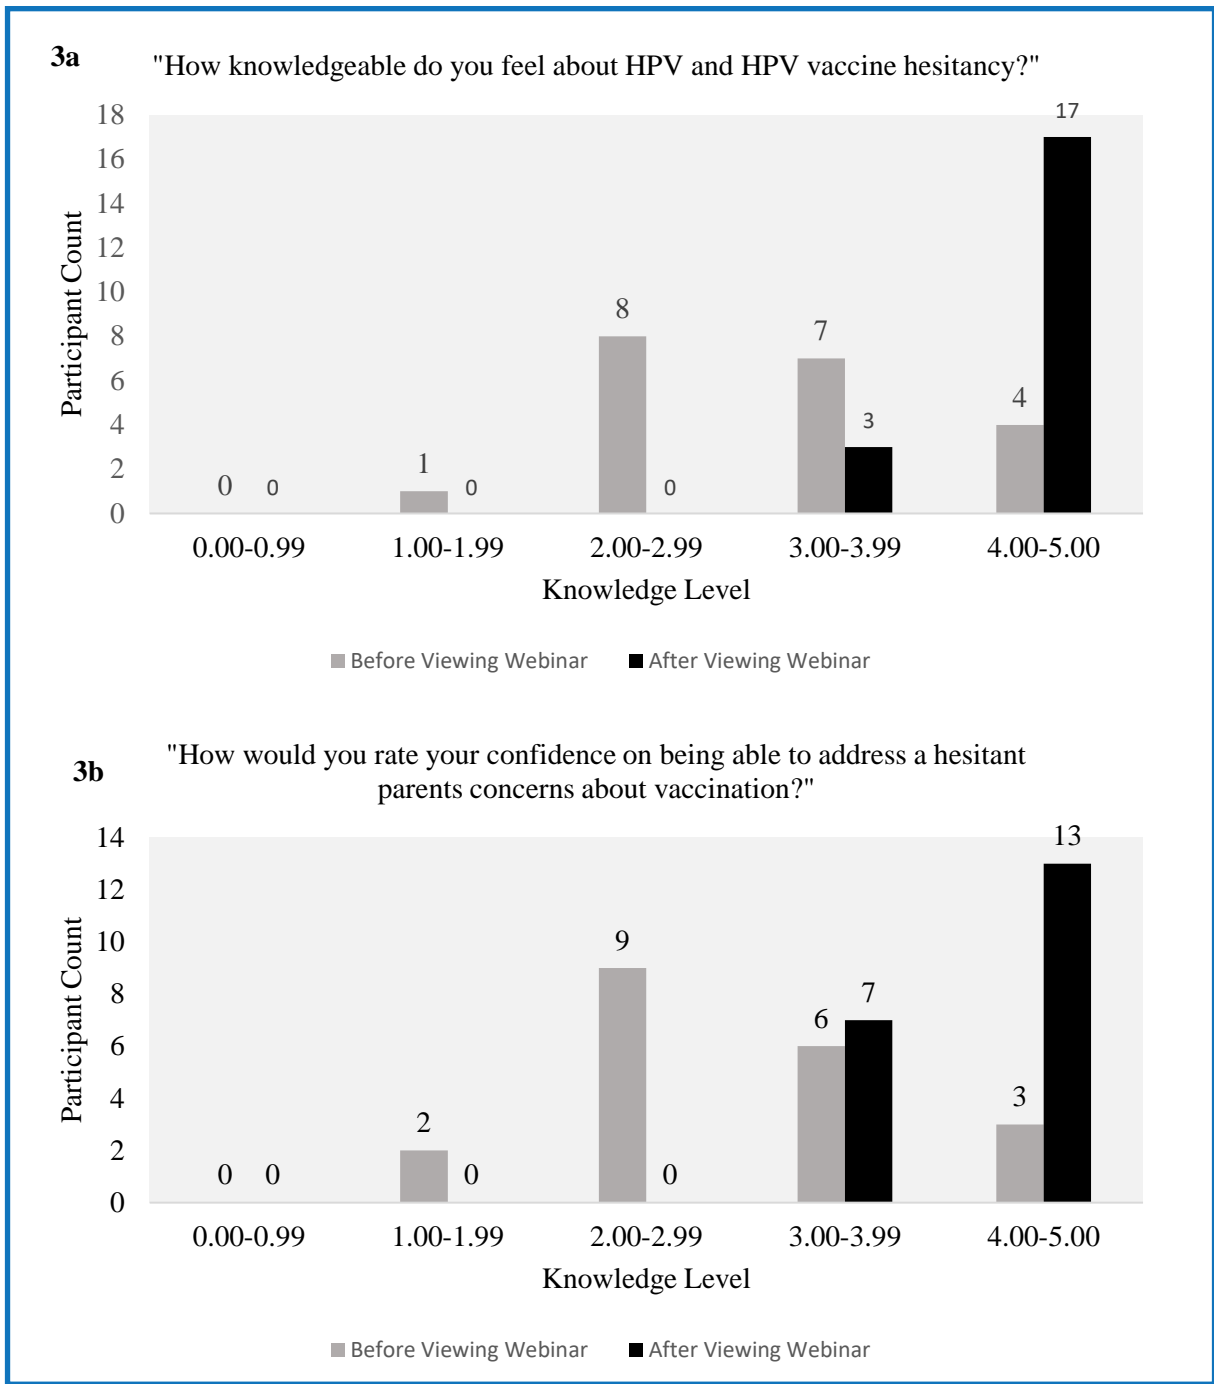 3a
"How knowledgeable do you feel about HPV and HPV vaccine hesitancy?"
18
16
14
12
10
8
6
4
2
0
Participant Count
0 0
1 0
8 0
7 3
4 17
0.00-0.99 1.00-1.99 2.00-2.99 3.00-3.99 4.00-5.00
Knowledge Level
Before Viewing Webinar After Viewing Webinar
3b
"How would you rate your confidence on being able to address a hesitant
parents concerns about vaccination?"
14
12
10
8
6
4
2
0
Participant Count
0 0
2 0
9 0
6 7
3 13
0.00-0.99 1.00-1.99 2.00-2.99 3.00-3.99 4.00-5.00
Knowledge Level
Before Viewing Webinar After Viewing Webinar